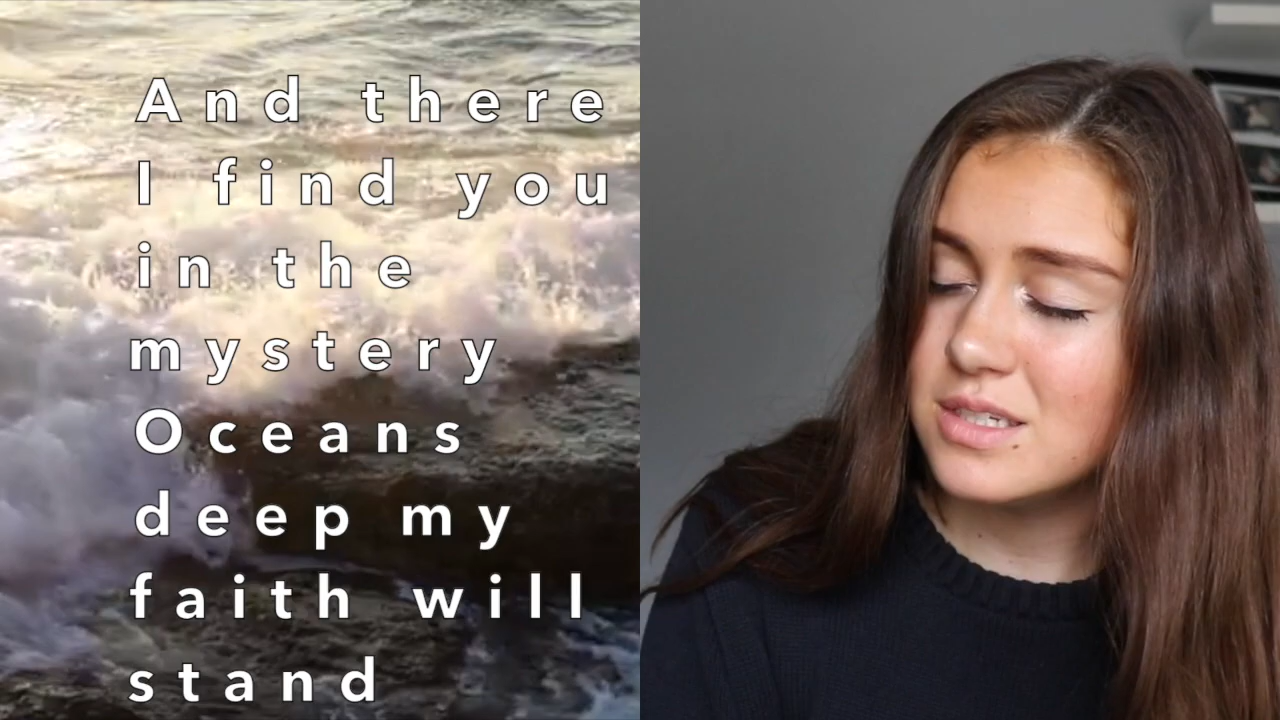 And there
I find you
in the
mystery
Oceans
deep my
faith will
stand